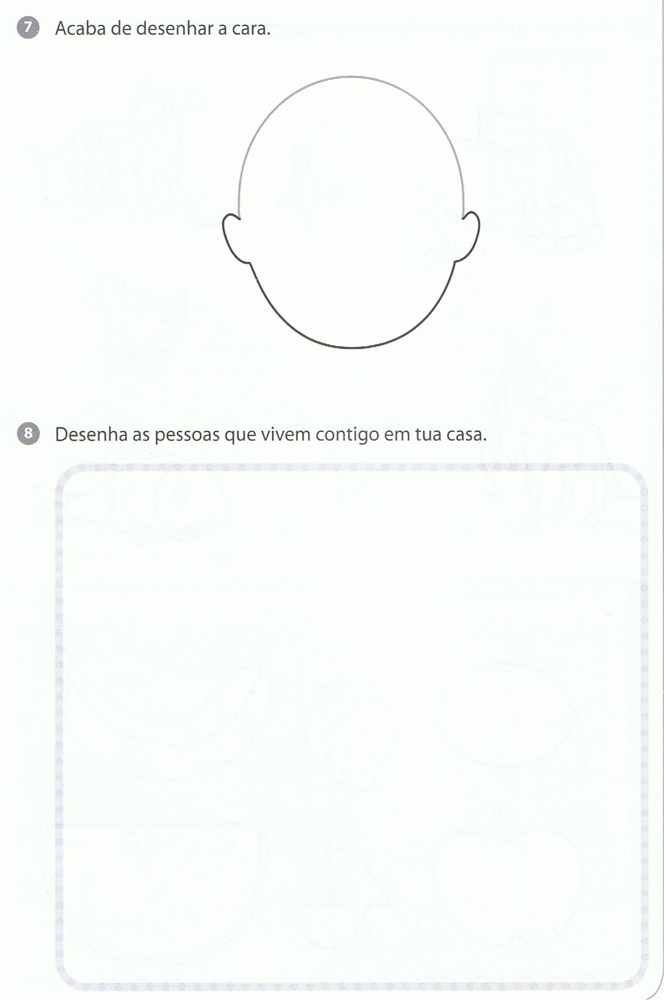 7 Acaba de desenhar a cara.
8 Desenha as pessoas que vivem contigo em tua casa.